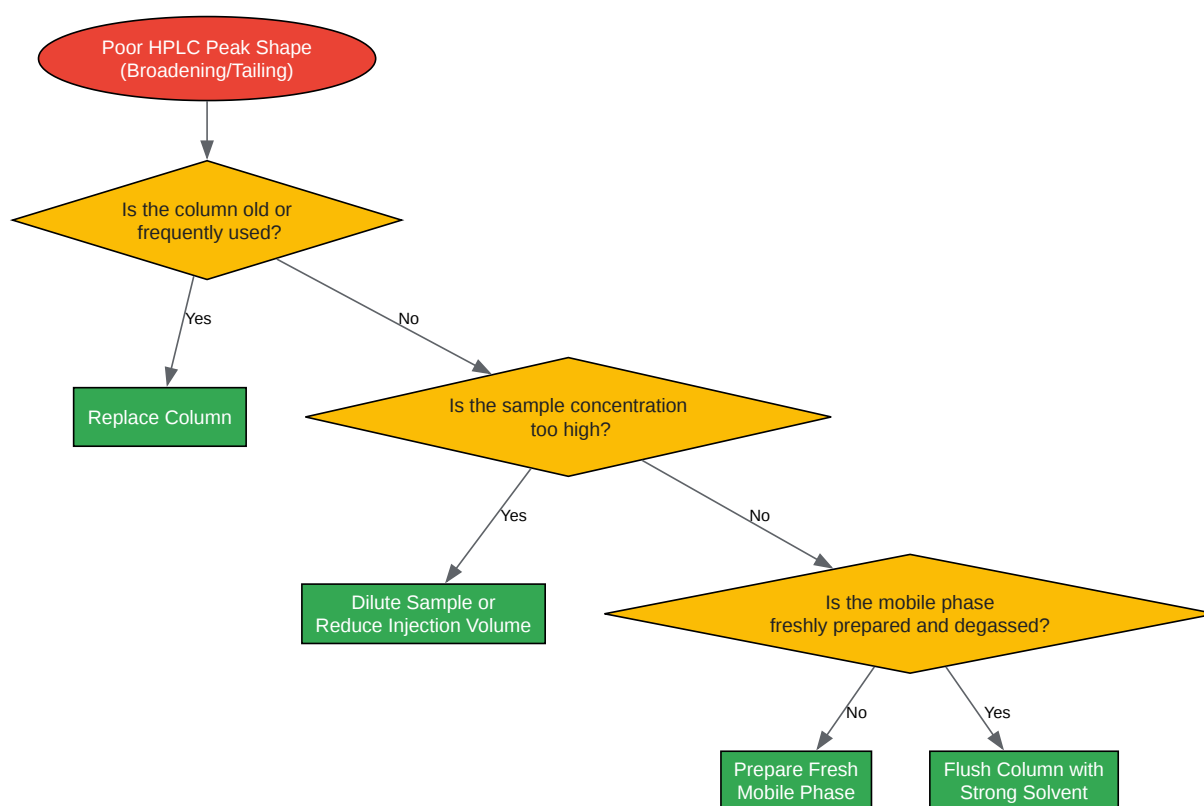 Poor HPLC Peak Shape
(Broadening/Tailing)
Is the column old or
frequently used?
Yes
No
Replace Column
Is the sample concentration
too high?
Yes
No
Dilute Sample or
Reduce Injection Volume
Is the mobile phase
freshly prepared and degassed?
No
Yes
Prepare Fresh
Mobile Phase
Flush Column with
Strong Solvent